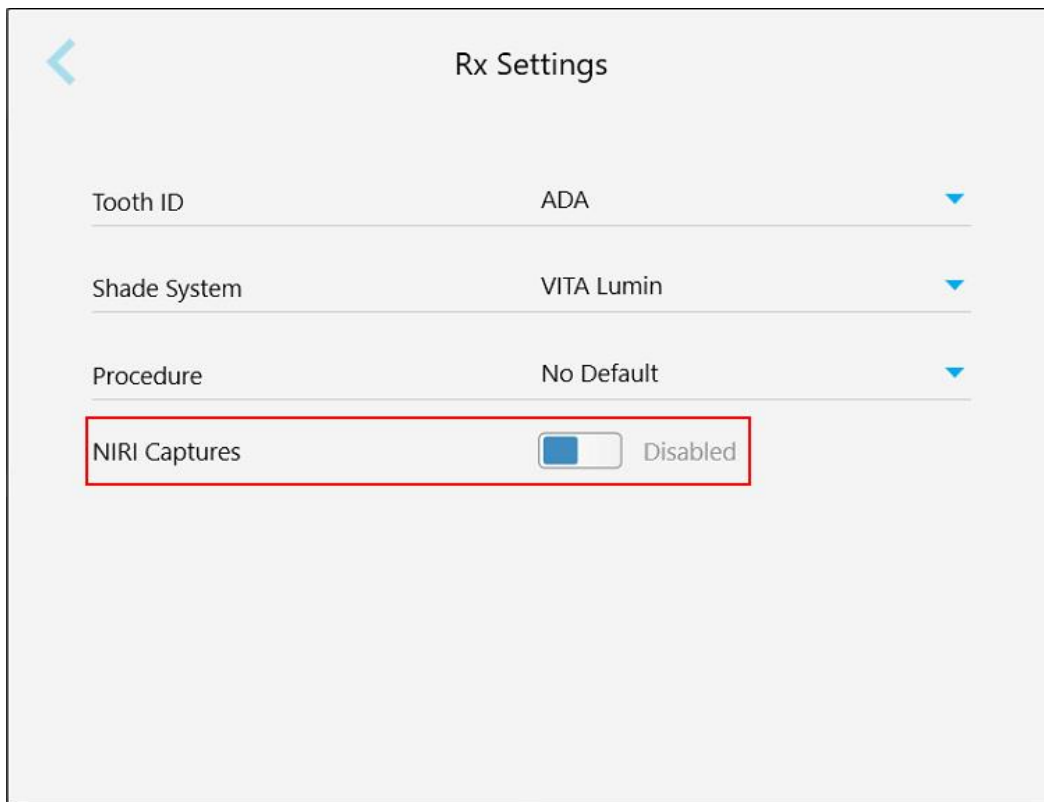 Rx Settings
Tooth ID ADA
Shade System VITA Lumin
Procedure No Default
NIRI Captures Disabled